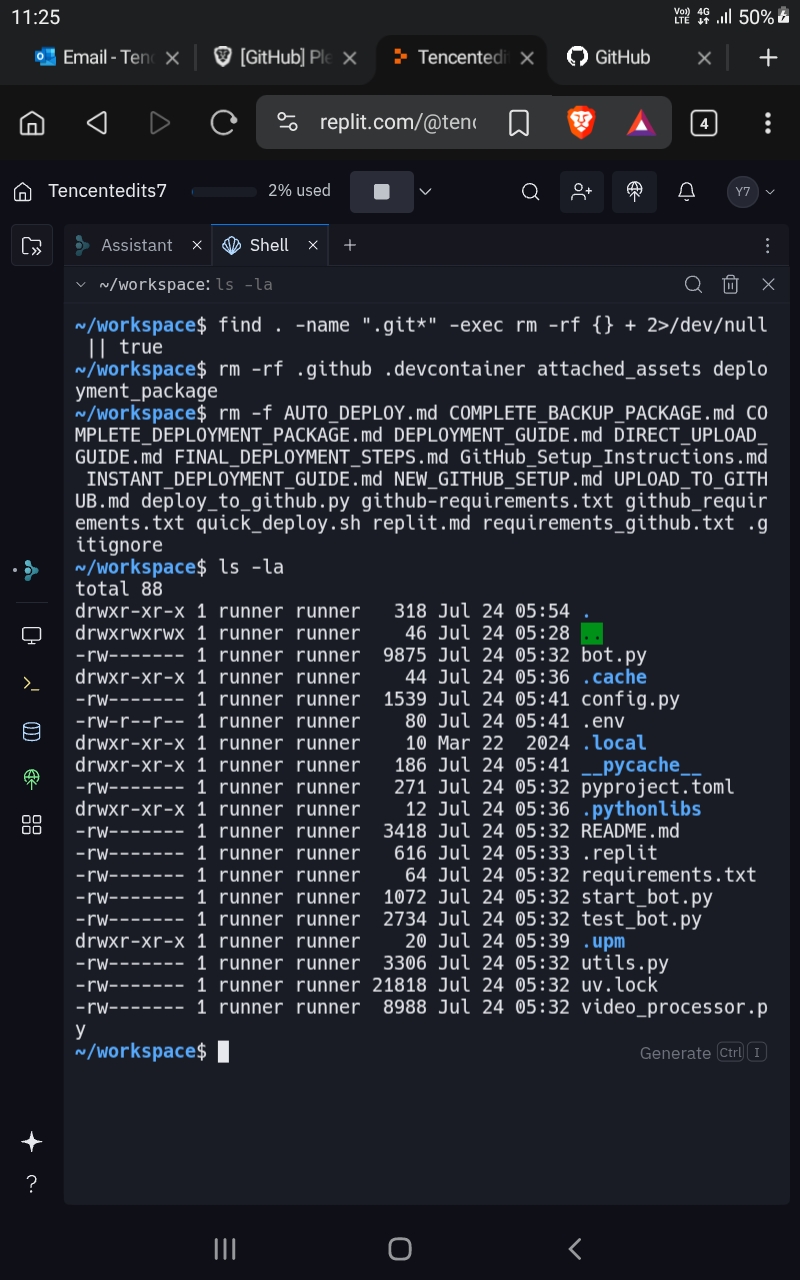 11:25
Vo) LTE 4G 50%
Email - Ten
[GitHub] Ple
Tencentedi
GitHub
replit.com/@tenc
4
Tencentedits7
2% used
Y7
Assistant
Shell
~/workspace: ls -la
~/workspace$ find . -name ".git*" -exec rm -rf {} + 2>/dev/null
 || true
~/workspace$ rm -rf .github .devcontainer attached_assets deplo
yment_package
~/workspace$ rm -f AUTO_DEPLOY.md COMPLETE_BACKUP_PACKAGE.md CO
MPLETE_DEPLOYMENT_PACKAGE.md DEPLOYMENT_GUIDE.md DIRECT_UPLOAD_
GUIDE.md FINAL_DEPLOYMENT_STEPS.md GitHub_Setup_Instructions.md
 INSTANT_DEPLOYMENT_GUIDE.md NEW_GITHUB_SETUP.md UPLOAD_TO_GITH
UB.md deploy_to_github.py github-requirements.txt github_requir
ements.txt quick_deploy.sh replit.md requirements_github.txt .g
itignore
~/workspace$ ls -la
total 88
drwxr-xr-x 1 runner runner   318 Jul 24 05:54 .
drwxrwxrwx 1 runner runner    46 Jul 24 05:28 ..
-rw------- 1 runner runner  9875 Jul 24 05:32 bot.py
drwxr-xr-x 1 runner runner    44 Jul 24 05:36 .cache
-rw------- 1 runner runner  1539 Jul 24 05:41 config.py
-rw-r--r-- 1 runner runner    80 Jul 24 05:41 .env
drwxr-xr-x 1 runner runner    10 Mar 22  2024 .local
drwxr-xr-x 1 runner runner   186 Jul 24 05:41 __pycache__
-rw------- 1 runner runner   271 Jul 24 05:32 pyproject.toml
drwxr-xr-x 1 runner runner    12 Jul 24 05:36 .pythonlibs
-rw------- 1 runner runner  3418 Jul 24 05:32 README.md
-rw------- 1 runner runner   616 Jul 24 05:33 .replit
-rw------- 1 runner runner    64 Jul 24 05:32 requirements.txt
-rw------- 1 runner runner  1072 Jul 24 05:32 start_bot.py
-rw------- 1 runner runner  2734 Jul 24 05:32 test_bot.py
drwxr-xr-x 1 runner runner    20 Jul 24 05:39 .upm
-rw------- 1 runner runner  3306 Jul 24 05:32 utils.py
-rw------- 1 runner runner 21818 Jul 24 05:32 uv.lock
-rw------- 1 runner runner  8988 Jul 24 05:32 video_processor.p
y
~/workspace$
Generate Ctrl I